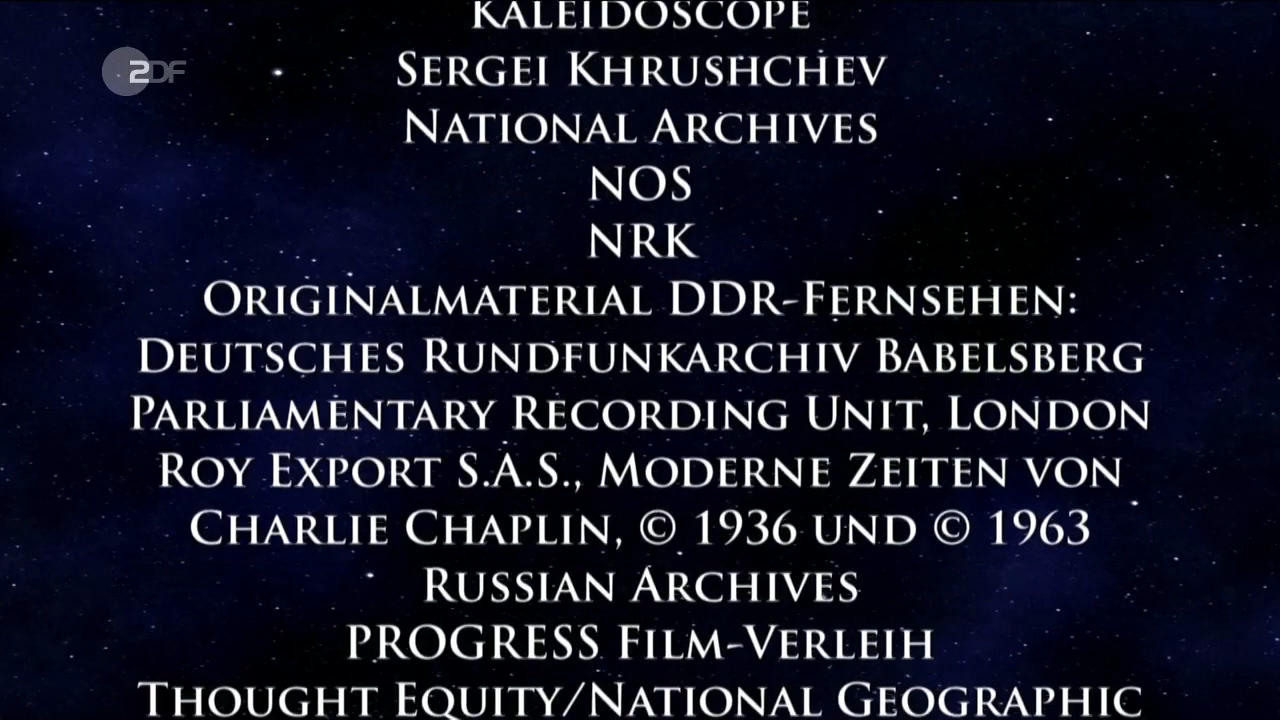 KALEIDOSCOPE
2DF
SERGEI KHRUSHCHEV
NATIONAL ARCHIVES
NOS
NRK
ORIGINALMATERIAL DDR-FERNSEHEN:
DEUTSCHES RUNDFUNKARCHIV BABELSBERG
PARLIAMENTARY RECORDING UNIT, LONDON
ROY EXPORT S.A.S., MODERNE ZEITEN VON
CHARLIE CHAPLIN, © 1936 UND © 1963
RUSSIAN ARCHIVES
PROGRESS FILM-VERLEIH
THOUGHT EQUITY/NATIONAL GEOGRAPHIC